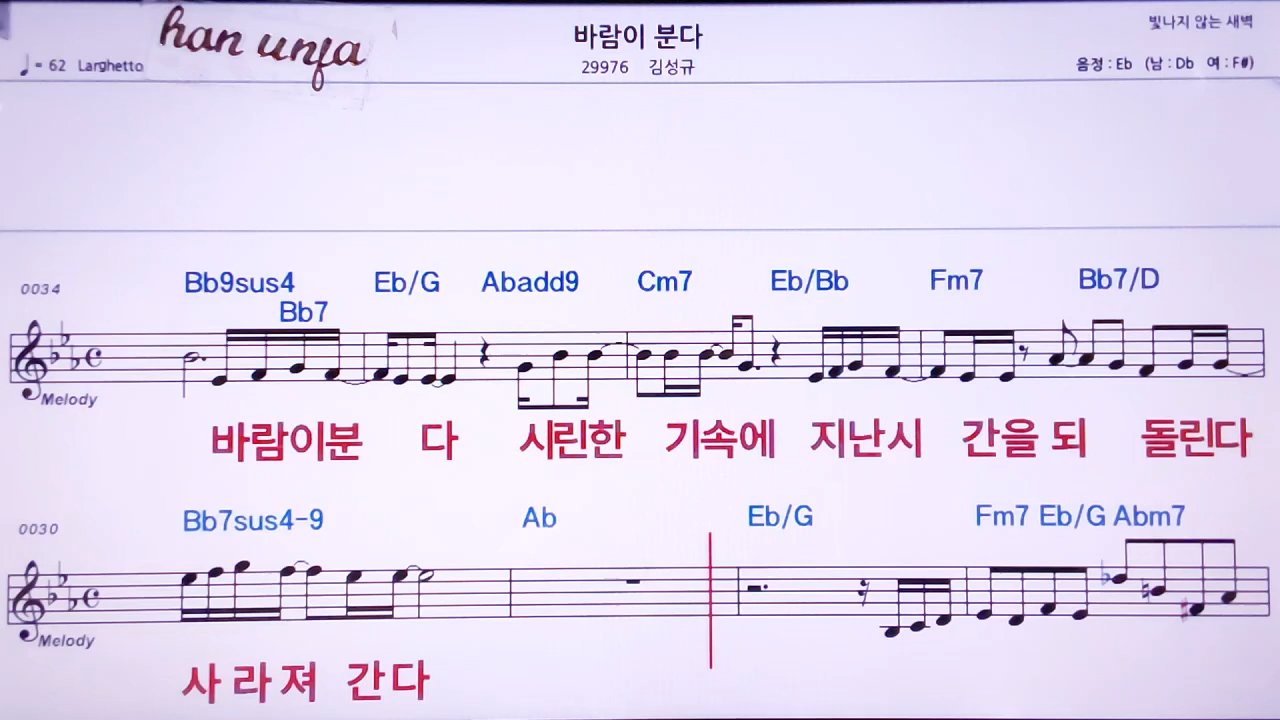 han unfa
바람이 분다
빛나지 않는 새벽
♩= 62 Larghetto
29976 김성규
음정 : Eb (남 : Db 여 : F#)
0034
Bb9sus4 Eb/G Abadd9 Cm7 Eb/Bb Fm7 Bb7/D
Bb7
Melody
바람이분 다 시린한 기속에 지난시 간을 되 돌린다
0030
Bb7sus4-9 Ab Eb/G Fm7 Eb/G Abm7
Melody
사 라 져 간 다